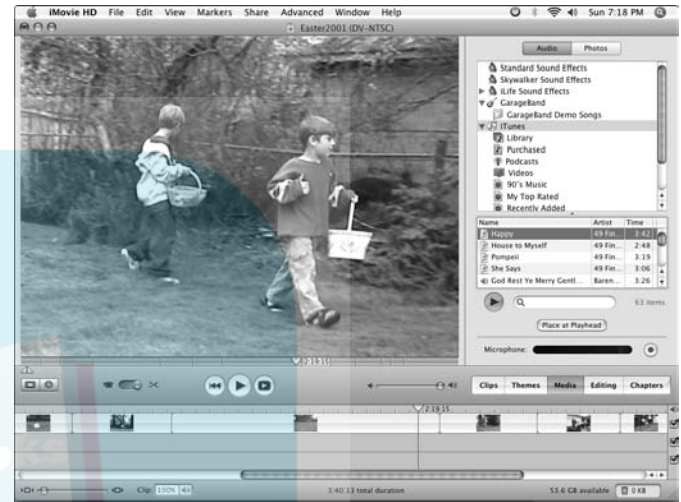 iMovie HD File Edit View Markers Share Advanced Window Help Sun 7:18 PM
Easter2001 (DV-NTSC)
Audio Photos
Standard Sound Effects
Skywalker Sound Effects
iLife Sound Effects
GarageBand
GarageBand Demo Songs
iTunes
Library
Purchased
Podcasts
Videos
90's Music
My Top Rated
Recently Added
Name Artist Time
Happy 49 Fin... 3:42
House to Myself 49 Fin... 2:48
Pompeii 49 Fin... 3:19
She Says 49 Fin... 3:06
God Rest Ye Merry Gentl... Baren... 3:26
63 items
Place at Playhead
Microphone:
2:19:15
Clips Themes Media Editing Chapters
2:19:15
Clip: 100% 3:40:13 total duration 53.6 GB available 0 KB